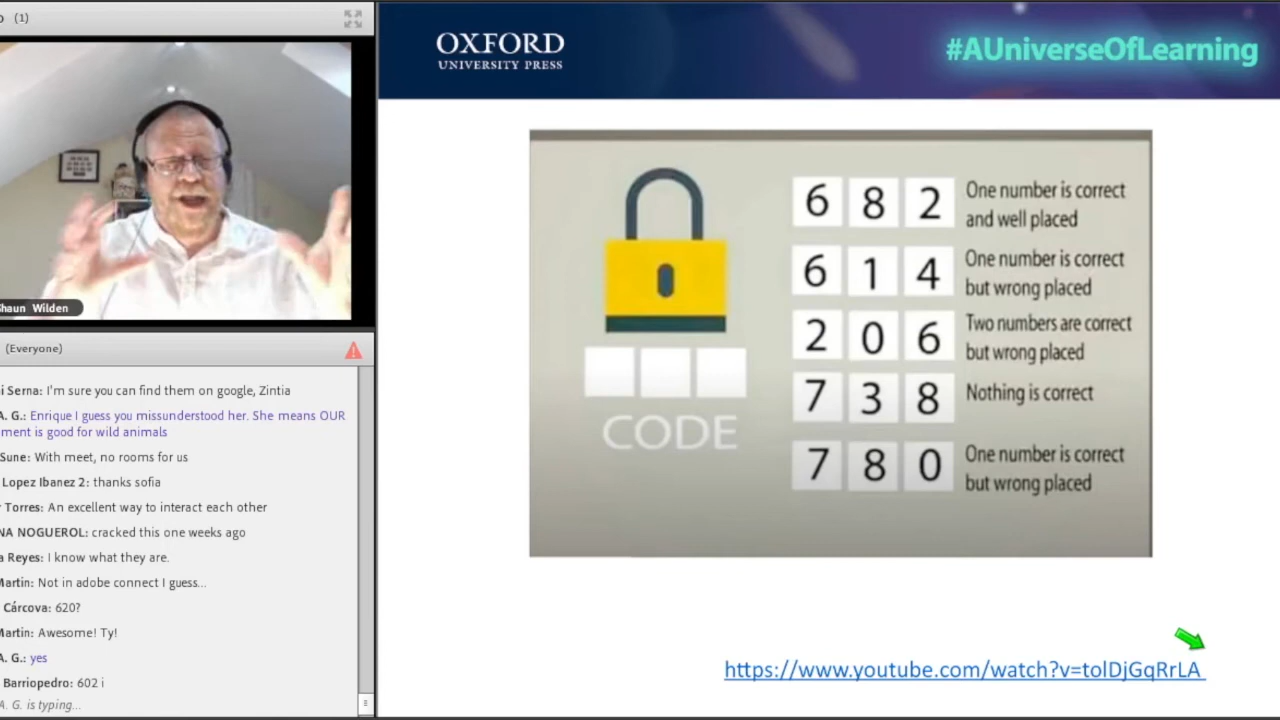 o (1)
OXFORD
UNIVERSITY PRESS
#AUniverseOfLearning
Shaun Wilden
(Everyone)
i Serna: I'm sure you can find them on google, Zintia
A. G.: Enrique I guess you missunderstood her. She means OUR
ment is good for wild animals
Sune: With meet, no rooms for us
Lopez Ibanez 2: thanks sofia
r Torres: An excellent way to interact each other
NA NOGUEROL: cracked this one weeks ago
a Reyes: I know what they are.
Martin: Not in adobe connect I guess...
Cárcova: 620?
Martin: Awesome! Ty!
A. G.: yes
Barriopedro: 602 i
A. G. is typing...
6 8 2 One number is correct
and well placed
6 1 4 One number is correct
but wrong placed
2 0 6 Two numbers are correct
but wrong placed
7 3 8 Nothing is correct
7 8 0 One number is correct
but wrong placed
CODE
https://www.youtube.com/watch?v=tolDjGqRrLA